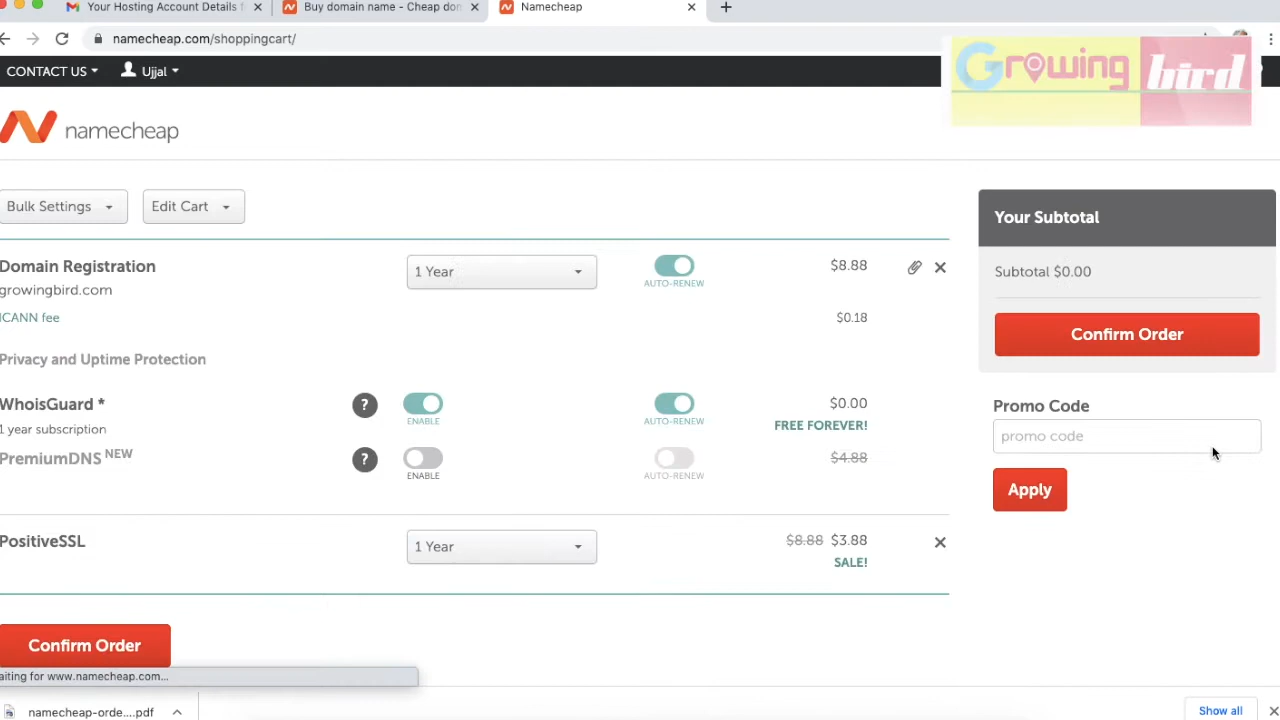 Your Hosting Account Details f
Buy domain name - Cheap don
Namecheap
namecheap.com/shoppingcart/
CONTACT US
Ujjal
Growing bird
namecheap
Bulk Settings
Edit Cart
Your Subtotal
Domain Registration
1 Year
AUTO-RENEW
$8.88
Subtotal $0.00
growingbird.com
ICANN fee
$0.18
Confirm Order
Privacy and Uptime Protection
WhoisGuard *
?
ENABLE
AUTO-RENEW
$0.00
Promo Code
1 year subscription
FREE FOREVER!
promo code
PremiumDNS NEW
?
ENABLE
AUTO-RENEW
$4.88
Apply
PositiveSSL
1 Year
$8.88 $3.88
SALE!
Confirm Order
aiting for www.namecheap.com...
namecheap-orde....pdf
Show all